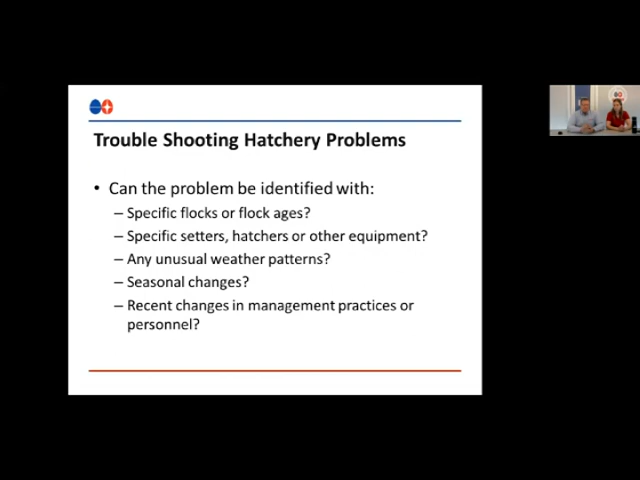 Trouble Shooting Hatchery Problems
• Can the problem be identified with:
– Specific flocks or flock ages?
– Specific setters, hatchers or other equipment?
– Any unusual weather patterns?
– Seasonal changes?
– Recent changes in management practices or
personnel?